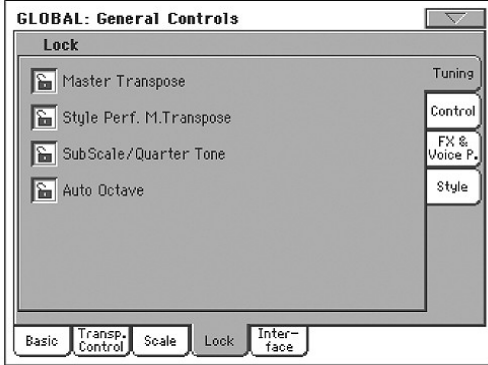 GLOBAL: General Controls
Lock
Master Transpose
Style Perf. M.Transpose
SubScale/Quarter Tone
Auto Octave
Tuning
Control
FX &
Voice P.
Style
Basic
Transp.
Control
Scale
Lock
Inter-
face